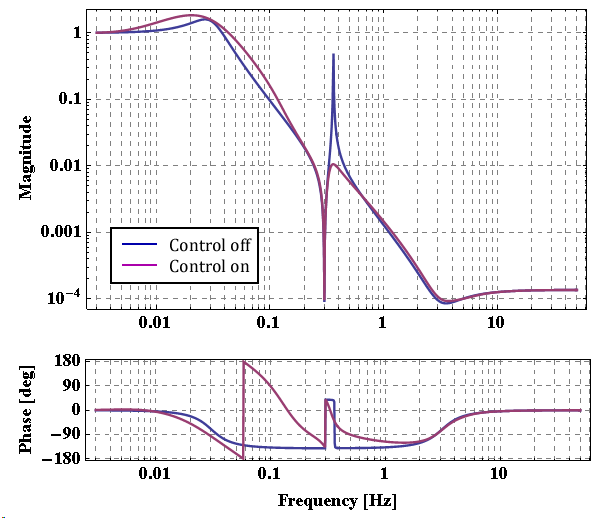 Magnitude
1
0.1
0.01
0.001
10⁻⁴
Control off
Control on
0.01 0.1 1 10
Phase [deg]
180
90
0
−90
−180
0.01 0.1 1 10
Frequency [Hz]